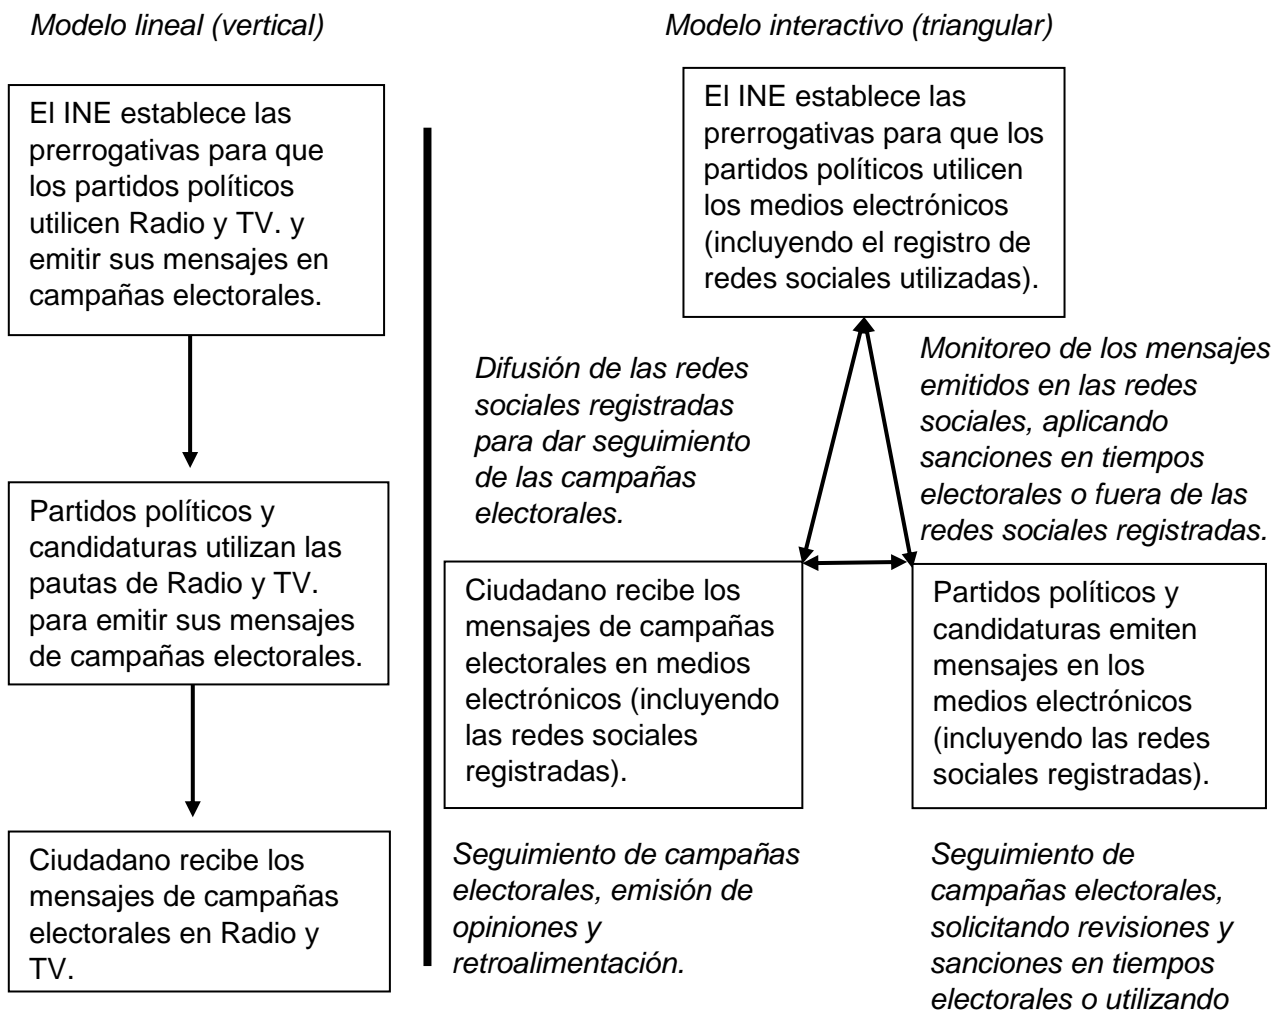 Modelo lineal (vertical)
El INE establece las
prerrogativas para que
los partidos políticos
utilicen Radio y TV. y
emitir sus mensajes en
campañas electorales.
Partidos políticos y
candidaturas utilizan las
pautas de Radio y TV.
para emitir sus mensajes
de campañas electorales.
Ciudadano recibe los
mensajes de campañas
electorales en Radio y
TV.
Modelo interactivo (triangular)
El INE establece las
prerrogativas para que los
partidos políticos utilicen
los medios electrónicos
(incluyendo el registro de
redes sociales utilizadas).
Difusión de las redes
sociales registradas
para dar seguimiento
de las campañas
electorales.
Monitoreo de los mensajes
emitidos en las redes
sociales, aplicando
sanciones en tiempos
electorales o fuera de las
redes sociales registradas.
Ciudadano recibe los
mensajes de campañas
electorales en medios
electrónicos (incluyendo
las redes sociales
registradas).
Partidos políticos y
candidaturas emiten
mensajes en los
medios electrónicos
(incluyendo las redes
sociales registradas).
Seguimiento de campañas
electorales, emisión de
opiniones y
retroalimentación.
Seguimiento de
campañas electorales,
solicitando revisiones y
sanciones en tiempos
electorales o utilizando